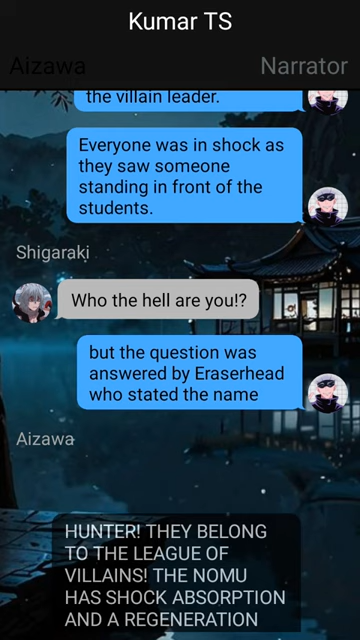 Kumar TS
Aizawa
Narrator
the villain leader.
Everyone was in shock as
they saw someone
standing in front of the
students.
Shigaraki
Who the hell are you!?
but the question was
answered by Eraserhead
who stated the name
Aizawa
HUNTER! THEY BELONG
TO THE LEAGUE OF
VILLAINS! THE NOMU
HAS SHOCK ABSORPTION
AND A REGENERATION